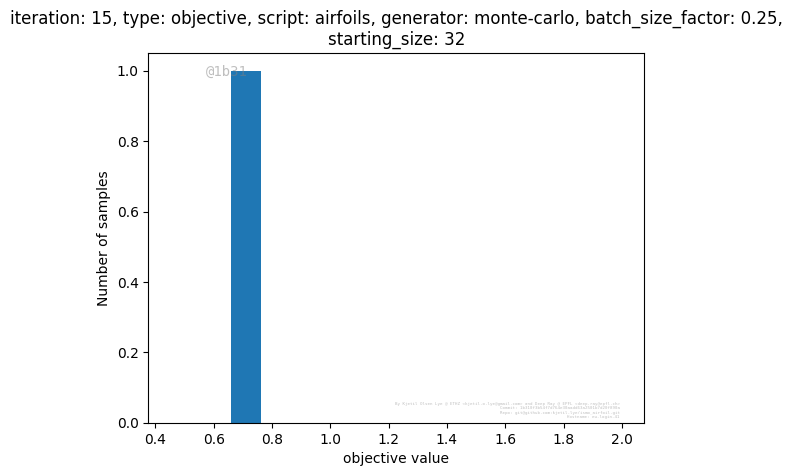 iteration: 15, type: objective, script: airfoils, generator: monte-carlo, batch_size_factor: 0.25,
starting_size: 32
@1b31
1.0
0.8
0.6
0.4
0.2
0.0
Number of samples
0.4 0.6 0.8 1.0 1.2 1.4 1.6 1.8 2.0
objective value